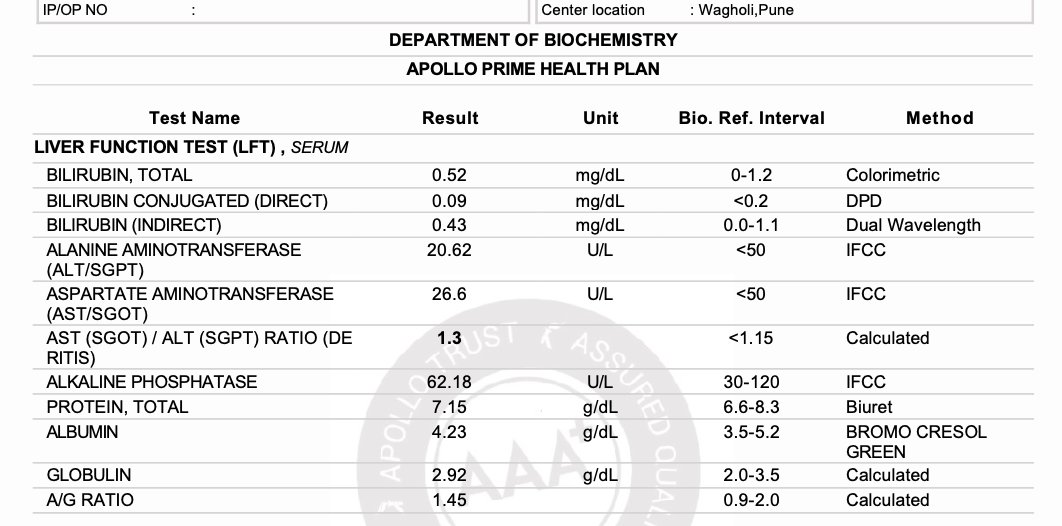 IP/OP NO : Center location : Wagholi,Pune
DEPARTMENT OF BIOCHEMISTRY
APOLLO PRIME HEALTH PLAN
Test Name Result Unit Bio. Ref. Interval Method
LIVER FUNCTION TEST (LFT) , SERUM
BILIRUBIN, TOTAL 0.52 mg/dL 0-1.2 Colorimetric
BILIRUBIN CONJUGATED (DIRECT) 0.09 mg/dL <0.2 DPD
BILIRUBIN (INDIRECT) 0.43 mg/dL 0.0-1.1 Dual Wavelength
ALANINE AMINOTRANSFERASE 20.62 U/L <50 IFCC
(ALT/SGPT)
ASPARTATE AMINOTRANSFERASE 26.6 U/L <50 IFCC
(AST/SGOT)
AST (SGOT) / ALT (SGPT) RATIO (DE 1.3 <1.15 Calculated
RITIS)
ALKALINE PHOSPHATASE 62.18 U/L 30-120 IFCC
PROTEIN, TOTAL 7.15 g/dL 6.6-8.3 Biuret
ALBUMIN 4.23 g/dL 3.5-5.2 BROMO CRESOL
GREEN
GLOBULIN 2.92 g/dL 2.0-3.5 Calculated
A/G RATIO 1.45 0.9-2.0 Calculated
APOLLO TRUST ASSURED
AAA+